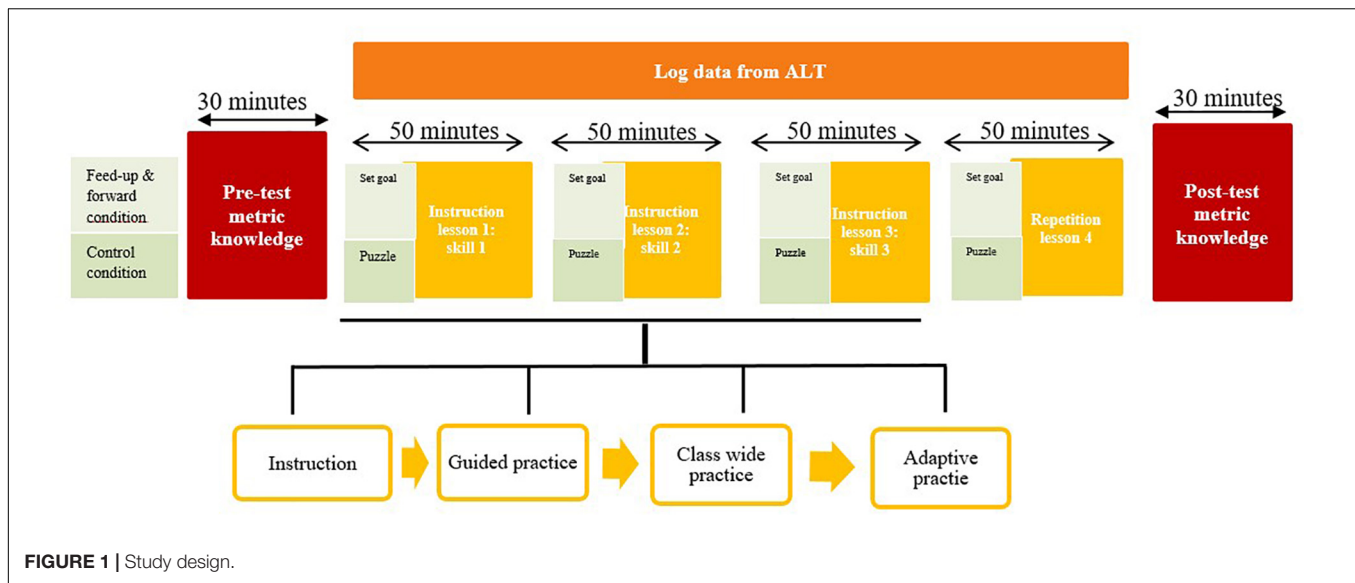 Log data from ALT
30 minutes
50 minutes
50 minutes
50 minutes
50 minutes
30 minutes
Feed-up &
forward
condition.
Control
condition
Pre-test
metric
knowledge
Set goal
Puzzle
Instruction
lesson 1:
skill 1
Set goal
Puzzle
Instruction
lesson 2:
skill 2
Set goal
Puzzle
Instruction
lesson 3:
skill 3
Set goal
Puzzle
Repetition
lesson 4
Post-test
metric
knowledge
Instruction
Guided practice
Class wide
practice
Adaptive
practie
FIGURE 1 | Study design.